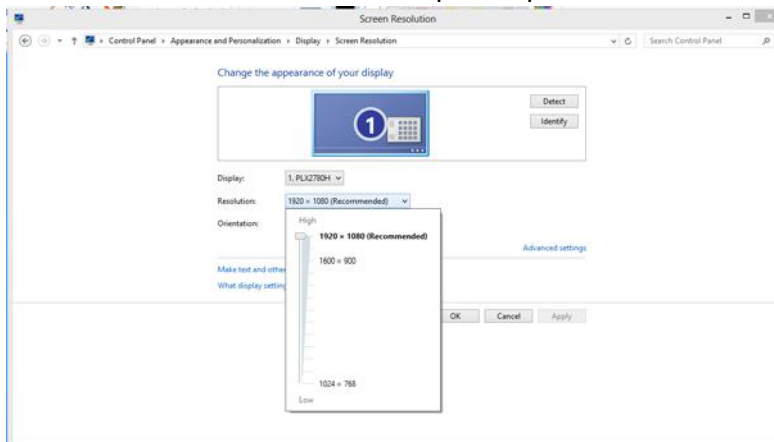 Screen Resolution
Control Panel ▸ Appearance and Personalization ▸ Display ▸ Screen Resolution
Search Control Panel
Change the appearance of your display
1
Detect
Identify
Display: 1. PLX2780H
Resolution: 1920 × 1080 (Recommended)
Orientation:
High
1920 × 1080 (Recommended)
1600 × 900
1024 × 768
Low
Advanced settings
Make text and other
What display setting
OK Cancel Apply